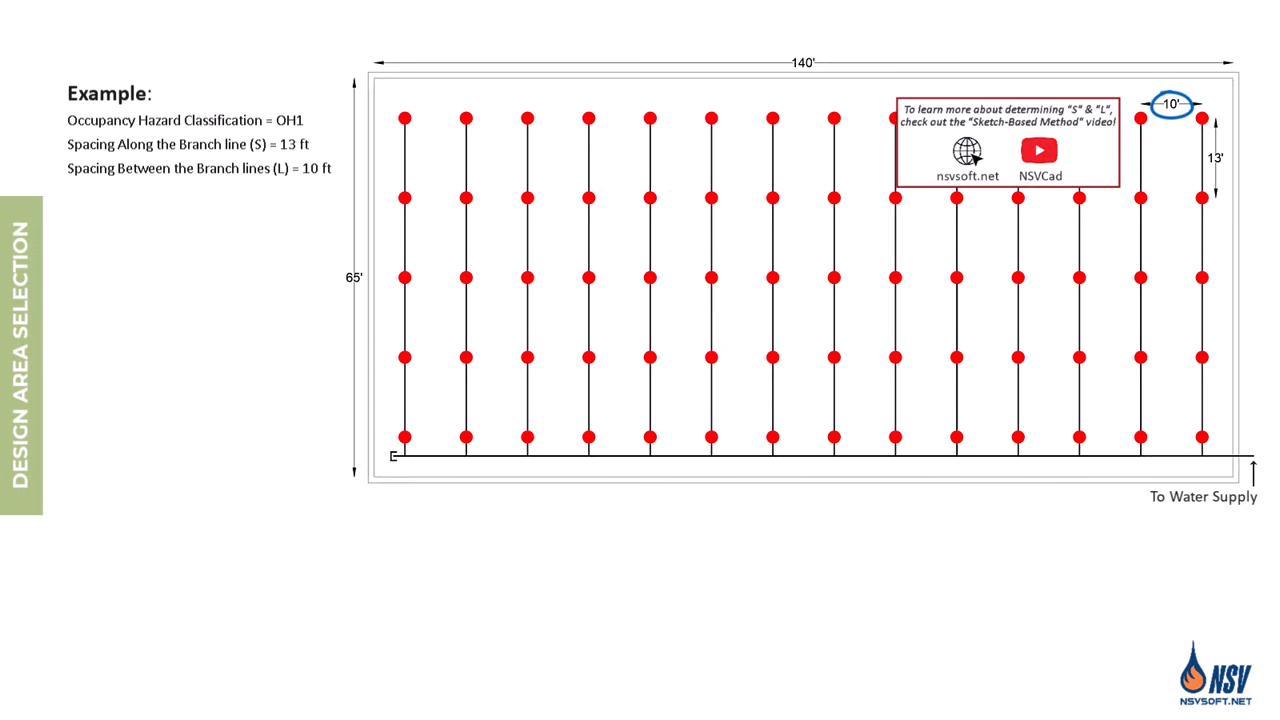 140'
Example:
Occupancy Hazard Classification = OH1
Spacing Along the Branch line (S) = 13 ft
Spacing Between the Branch lines (L) = 10 ft
To learn more about determining "S" & "L",
check out the "Sketch-Based Method" video!
nsvsoft.net
NSVCad
10'
13'
65'
DESIGN AREA SELECTION
To Water Supply
NSV
NSVSOFT.NET